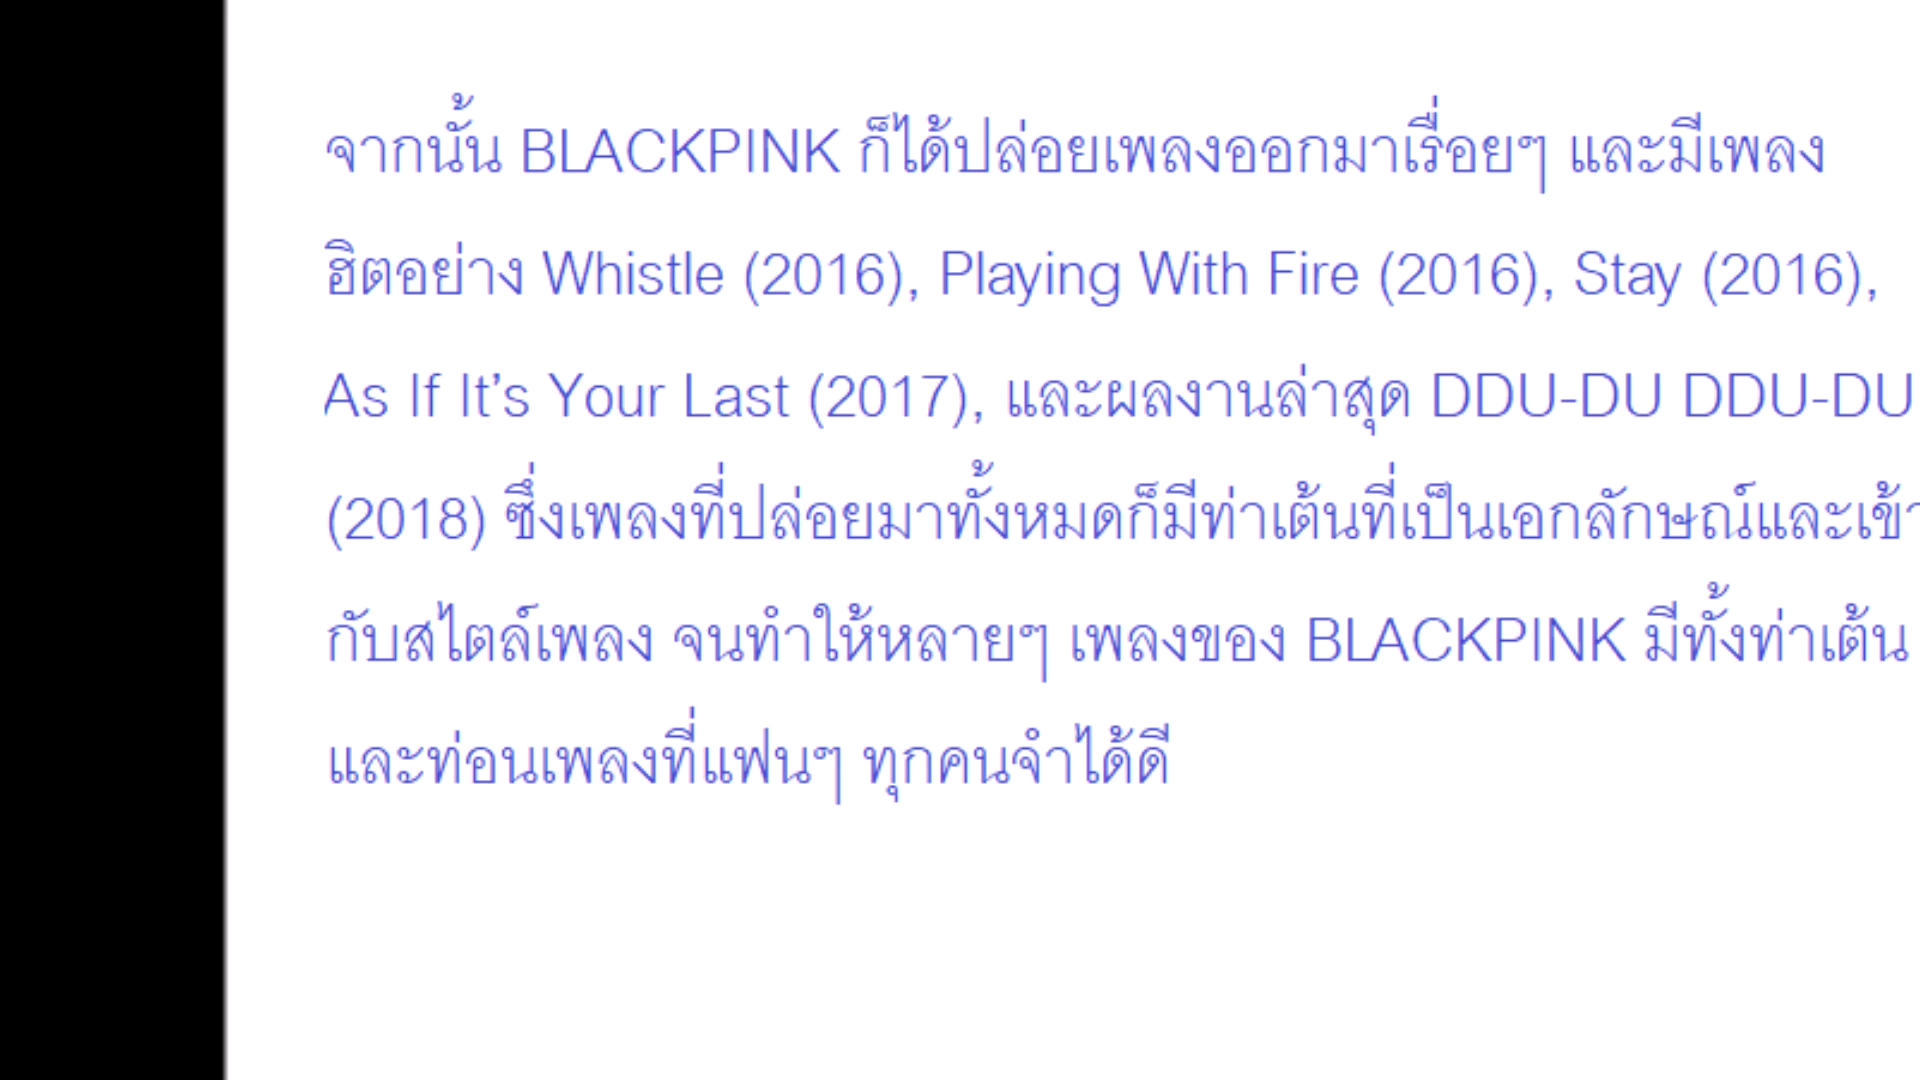 จากนั้น BLACKPINK ก็ได้ปล่อยเพลงออกมาเรื่อยๆ และมีเพลง
ฮิตอย่าง Whistle (2016), Playing With Fire (2016), Stay (2016),
As If It’s Your Last (2017), และผลงานล่าสุด DDU-DU DDU-DU
(2018) ซึ่งเพลงที่ปล่อยมาทั้งหมดก็มีท่าเต้นที่เป็นเอกลักษณ์และเข้า
กับสไตล์เพลง จนทำให้หลายๆ เพลงของ BLACKPINK มีทั้งท่าเต้น
และท่อนเพลงที่แฟนๆ ทุกคนจำได้ดี